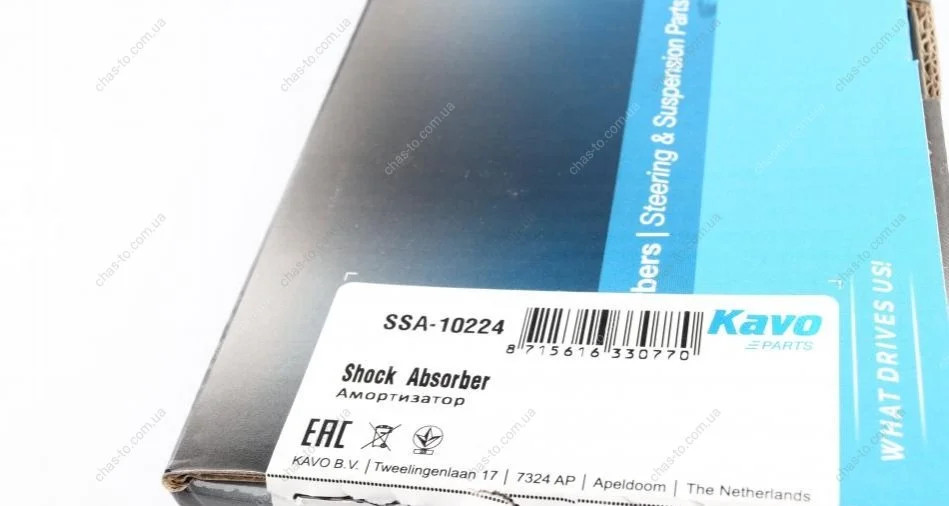 bers | Steering & Suspension Parts
WHAT DRIVES US!
SSA-10224
8 715616 330770
Kavo
PARTS
Shock Absorber
Амортизатор
EAC
KAVO B.V. | Tweelingenlaan 17 | 7324 AP | Apeldoom | The Netherlands
chas-to.com.ua